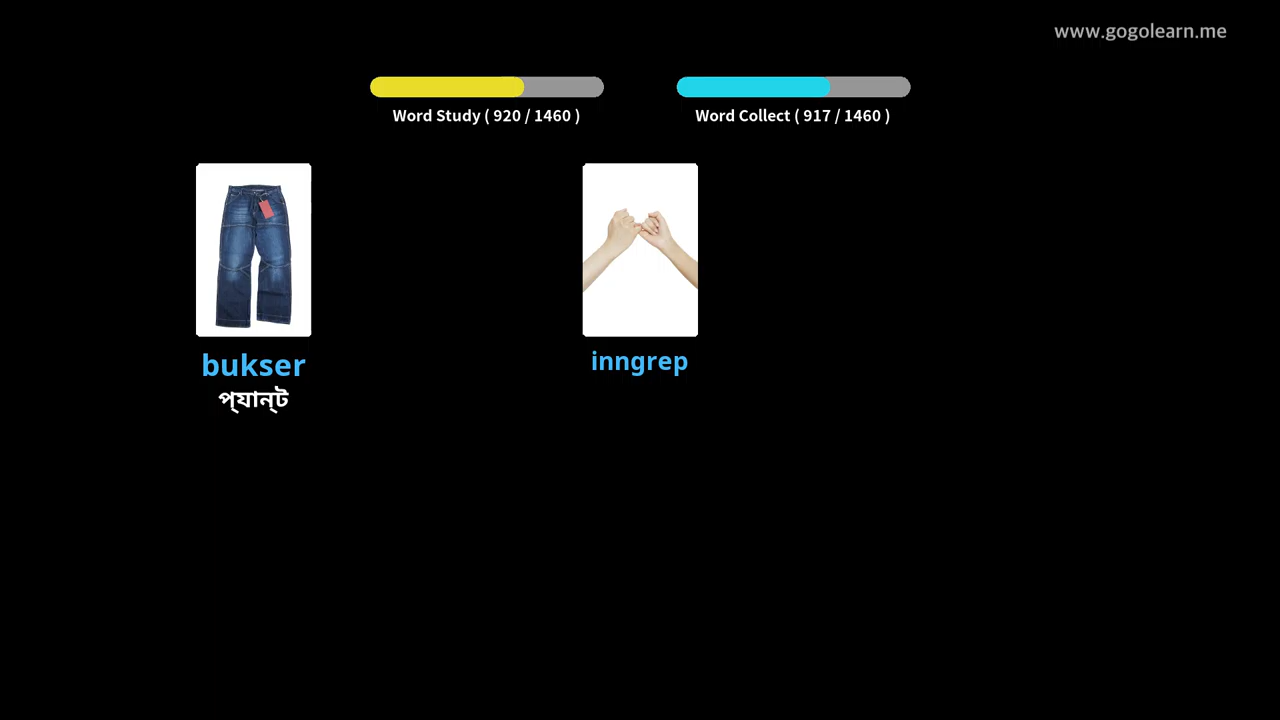 www.gogolearn.me
Word Study ( 920 / 1460 )
Word Collect ( 917 / 1460 )
bukser
প্যান্ট
inngrep